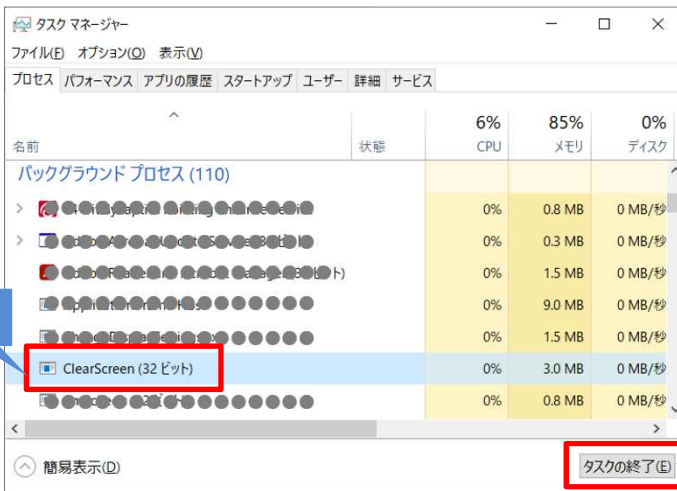 タスク マネージャー
ファイル(F) オプション(O) 表示(V)
プロセス パフォーマンス アプリの履歴 スタートアップ ユーザー 詳細 サービス
6% 85% 0%
名前 状態 CPU メモリ ディスク
バックグラウンド プロセス (110)
0% 0.8 MB 0 MB/秒
0% 0.3 MB 0 MB/秒
0% 1.5 MB 0 MB/秒
0% 9.0 MB 0 MB/秒
0% 1.5 MB 0 MB/秒
ClearScreen (32 ビット) 0% 3.0 MB 0 MB/秒
0% 0.8 MB 0 MB/秒
簡易表示(D) タスクの終了(E)